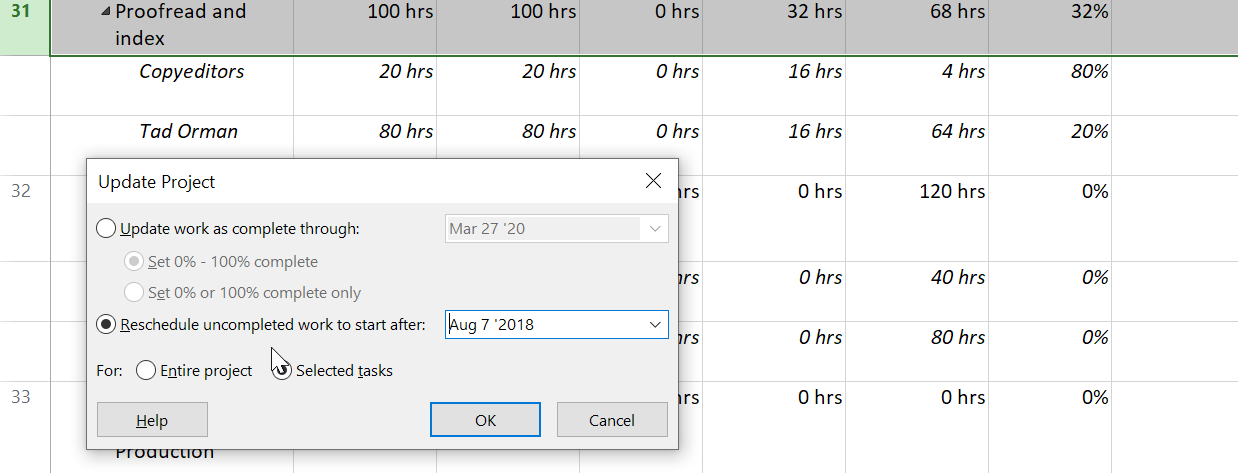 31 Proofread and 100 hrs 100 hrs 0 hrs 32 hrs 68 hrs 32%
index
Copyeditors 20 hrs 20 hrs 0 hrs 16 hrs 4 hrs 80%
Tad Orman 80 hrs 80 hrs 0 hrs 16 hrs 64 hrs 20%
Update Project
32 hrs 0 hrs 120 hrs 0%
Update work as complete through: Mar 27 '20
Set 0% - 100% complete
hrs 0 hrs 40 hrs 0%
Set 0% or 100% complete only
Reschedule uncompleted work to start after: Aug 7 '2018
hrs 0 hrs 80 hrs 0%
For: Entire project Selected tasks
33 hrs 0 hrs 0 hrs 0%
Help OK Cancel
Production